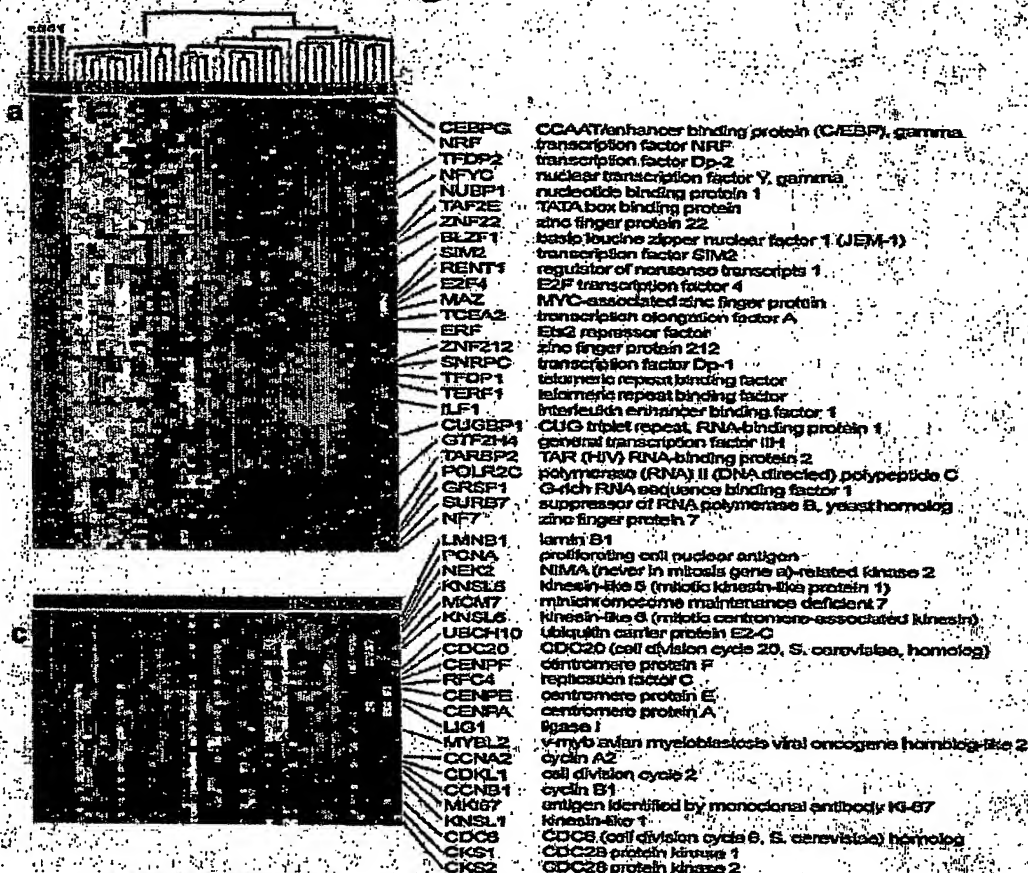 a
CEBPG CCAAT/enhancer binding protein (C/EBP), gamma
NRF transcription factor NRF
TFDP2 transcription factor Dp-2
NFYC nuclear transcription factor Y, gamma
NUBP1 nucleotide binding protein 1
TAF2E TATA box binding protein
ZNF22 zinc finger protein 22
BLZF1 basic leucine zipper nuclear factor 1 (JEM-1)
SIM2 transcription factor SIM2
RENT1 regulator of nonsense transcripts 1
E2F4 E2F transcription factor 4
MAZ MYC-associated zinc finger protein
TCEA2 transcription elongation factor A
ERF Ets2 repressor factor
ZNF212 zinc finger protein 212
SNRPC transcription factor Dp-1
TFDP1 telomeric repeat binding factor
TERF1 telomeric repeat binding factor
ILF1 interleukin enhancer binding factor 1
CUGBP1 CUG triplet repeat, RNA-binding protein 1
GTF2H4 general transcription factor IIH
TARBP2 TAR (HIV) RNA-binding protein 2
POLR2C polymerase (RNA) II (DNA directed) polypeptide C
GRSF1 G-rich RNA sequence binding factor 1
SURB7 suppressor of RNA polymerase B, yeast homolog
NF7 zinc finger protein 7
LMNB1 lamin B1
PCNA proliferating cell nuclear antigen
NEK2 NIMA (never in mitosis gene a)-related kinase 2
KNSL5 kinesin-like 5 (mitotic kinesin-like protein 1)
MCM7 minichromosome maintenance deficient 7
c
KNSL6 kinesin-like 6 (mitotic centromere-associated kinesin)
UBCH10 ubiquitin carrier protein E2-C
CDC20 CDC20 (cell division cycle 20, S. cerevisiae, homolog)
CENPF centromere protein F
RFC4 replication factor C
CENPE centromere protein E
CENPA centromere protein A
LIG1 ligase I
MYBL2 v-myb avian myeloblastosis viral oncogene homolog-like 2
CCNA2 cyclin A2
CDKL1 cell division cycle 2
CCNB1 cyclin B1
MKI67 antigen identified by monoclonal antibody Ki-67
KNSL1 kinesin-like 1
CDC6 CDC6 (cell division cycle 6, S. cerevisiae) homolog
CKS1 CDC28 protein kinase 1
CKS2 CDC28 protein kinase 2